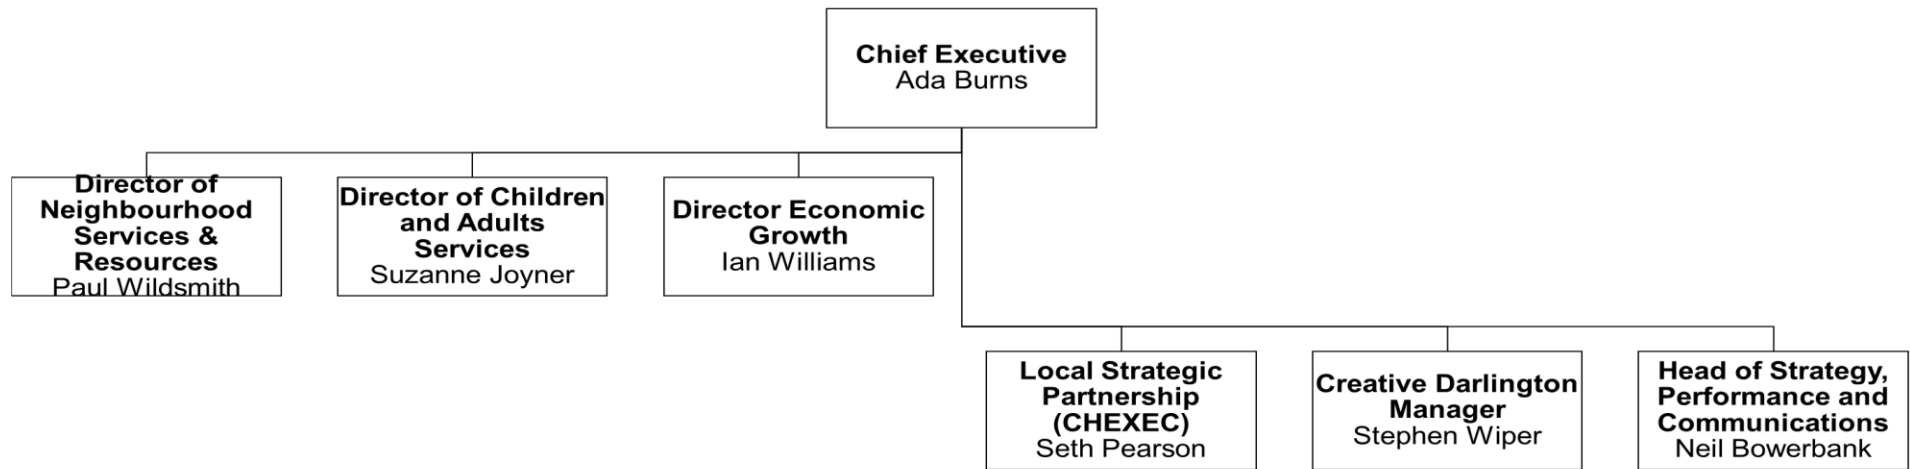 Chief Executive
Ada Burns
Director of
Neighbourhood
Services &
Resources
Paul Wildsmith
Director of Children
and Adults
Services
Suzanne Joyner
Director Economic
Growth
Ian Williams
Local Strategic
Partnership
(CHEXEC)
Seth Pearson
Creative Darlington
Manager
Stephen Wiper
Head of Strategy,
Performance and
Communications
Neil Bowerbank